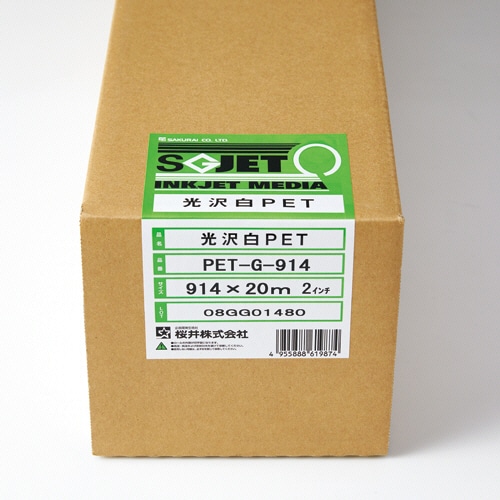 SAKURAI CO., LTD.
SGJET
INKJET MEDIA
光沢白PET
品名 光沢白PET
品番 PET-G-914
サイズ 914×20m 2インチ
LOT 08GG01480
桜井株式会社
4 955888 619874